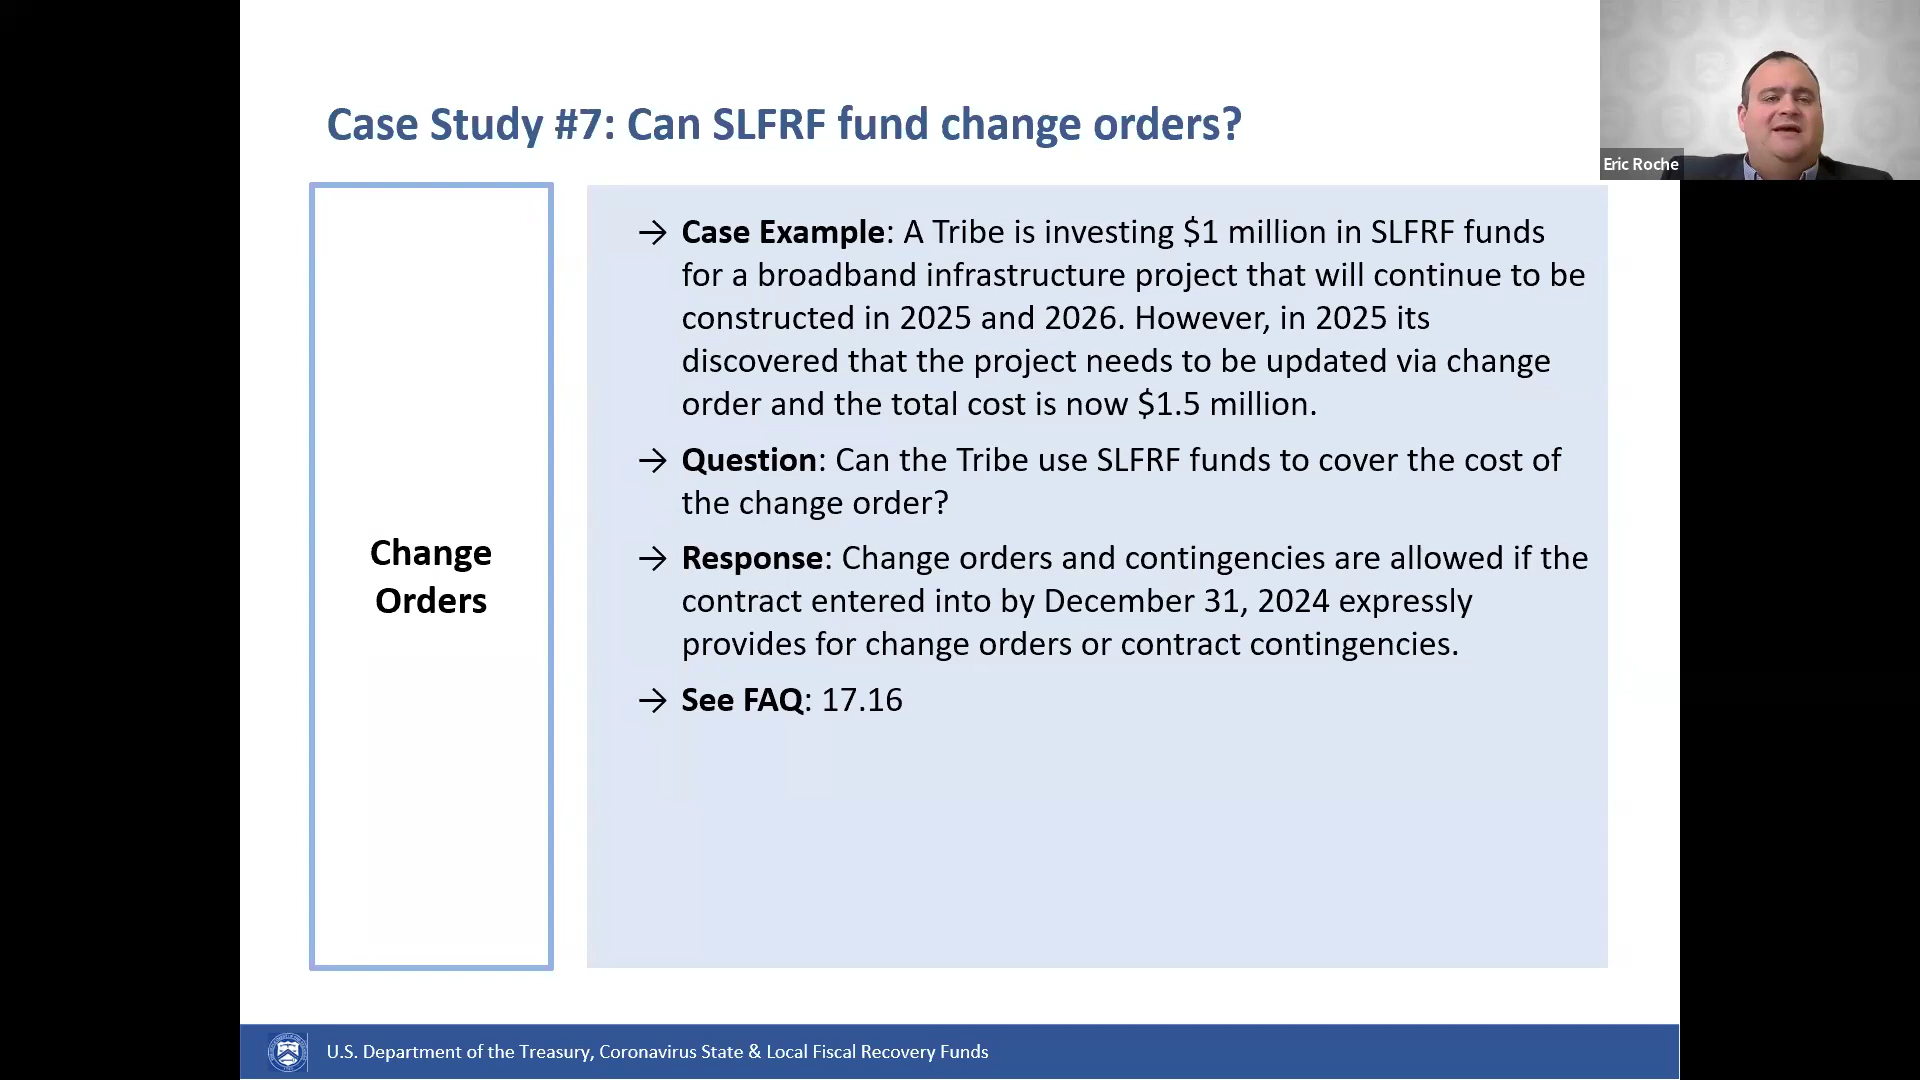 Case Study #7: Can SLFRF fund change orders?
Eric Roche
Change
Orders
→ Case Example: A Tribe is investing $1 million in SLFRF funds
for a broadband infrastructure project that will continue to be
constructed in 2025 and 2026. However, in 2025 its
discovered that the project needs to be updated via change
order and the total cost is now $1.5 million.
→ Question: Can the Tribe use SLFRF funds to cover the cost of
the change order?
→ Response: Change orders and contingencies are allowed if the
contract entered into by December 31, 2024 expressly
provides for change orders or contract contingencies.
→ See FAQ: 17.16
U.S. Department of the Treasury, Coronavirus State & Local Fiscal Recovery Funds